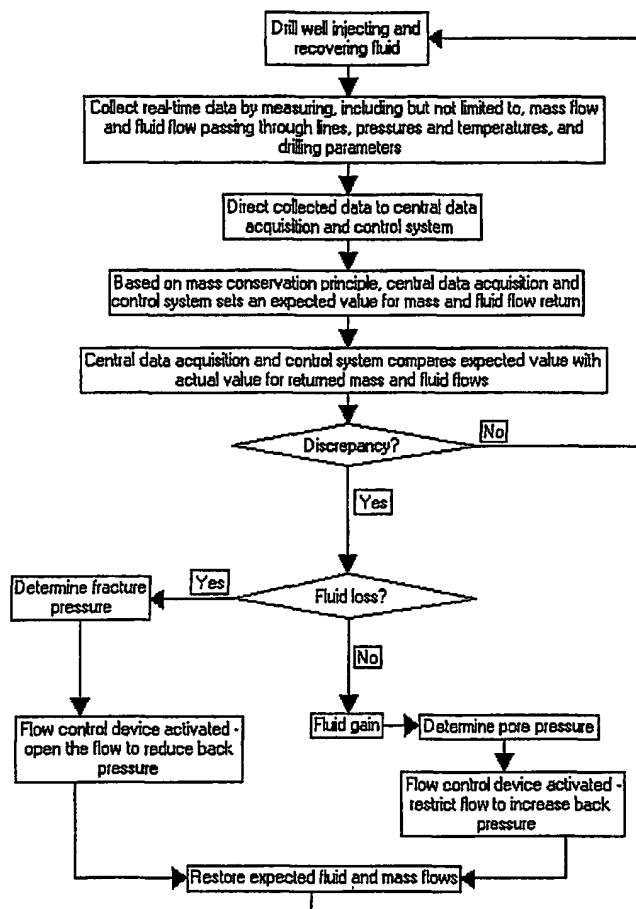 Drill well injecting and
recovering fluid
Collect real-time data by measuring, including but not limited to, mass flow
and fluid flow passing through lines, pressures and temperatures, and
drilling parameters
Direct collected data to central data
acquisition and control system
Based on mass conservation principle, central data acquisition and
control system sets an expected value for mass and fluid flow return
Central data acquisition and control system compares expected value with
actual value for returned mass and fluid flows
Discrepancy?
No
Yes
Fluid loss?
Yes
Determine fracture
pressure
No
Fluid gain
Determine pore pressure
Flow control device activated -
open the flow to reduce back
pressure
Flow control device activated -
restrict flow to increase back
pressure
Restore expected fluid and mass flows